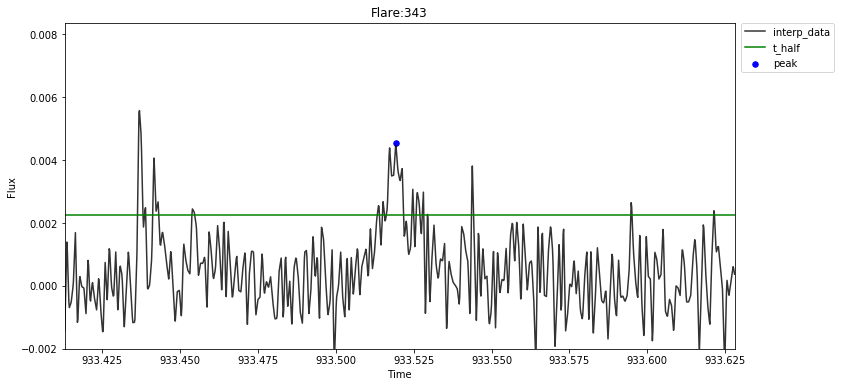 Flare:343
interp_data
t_half
peak
0.008
0.006
0.004
0.002
0.000
−0.002
Flux
933.425
933.450
933.475
933.500
933.525
933.550
933.575
933.600
933.625
Time